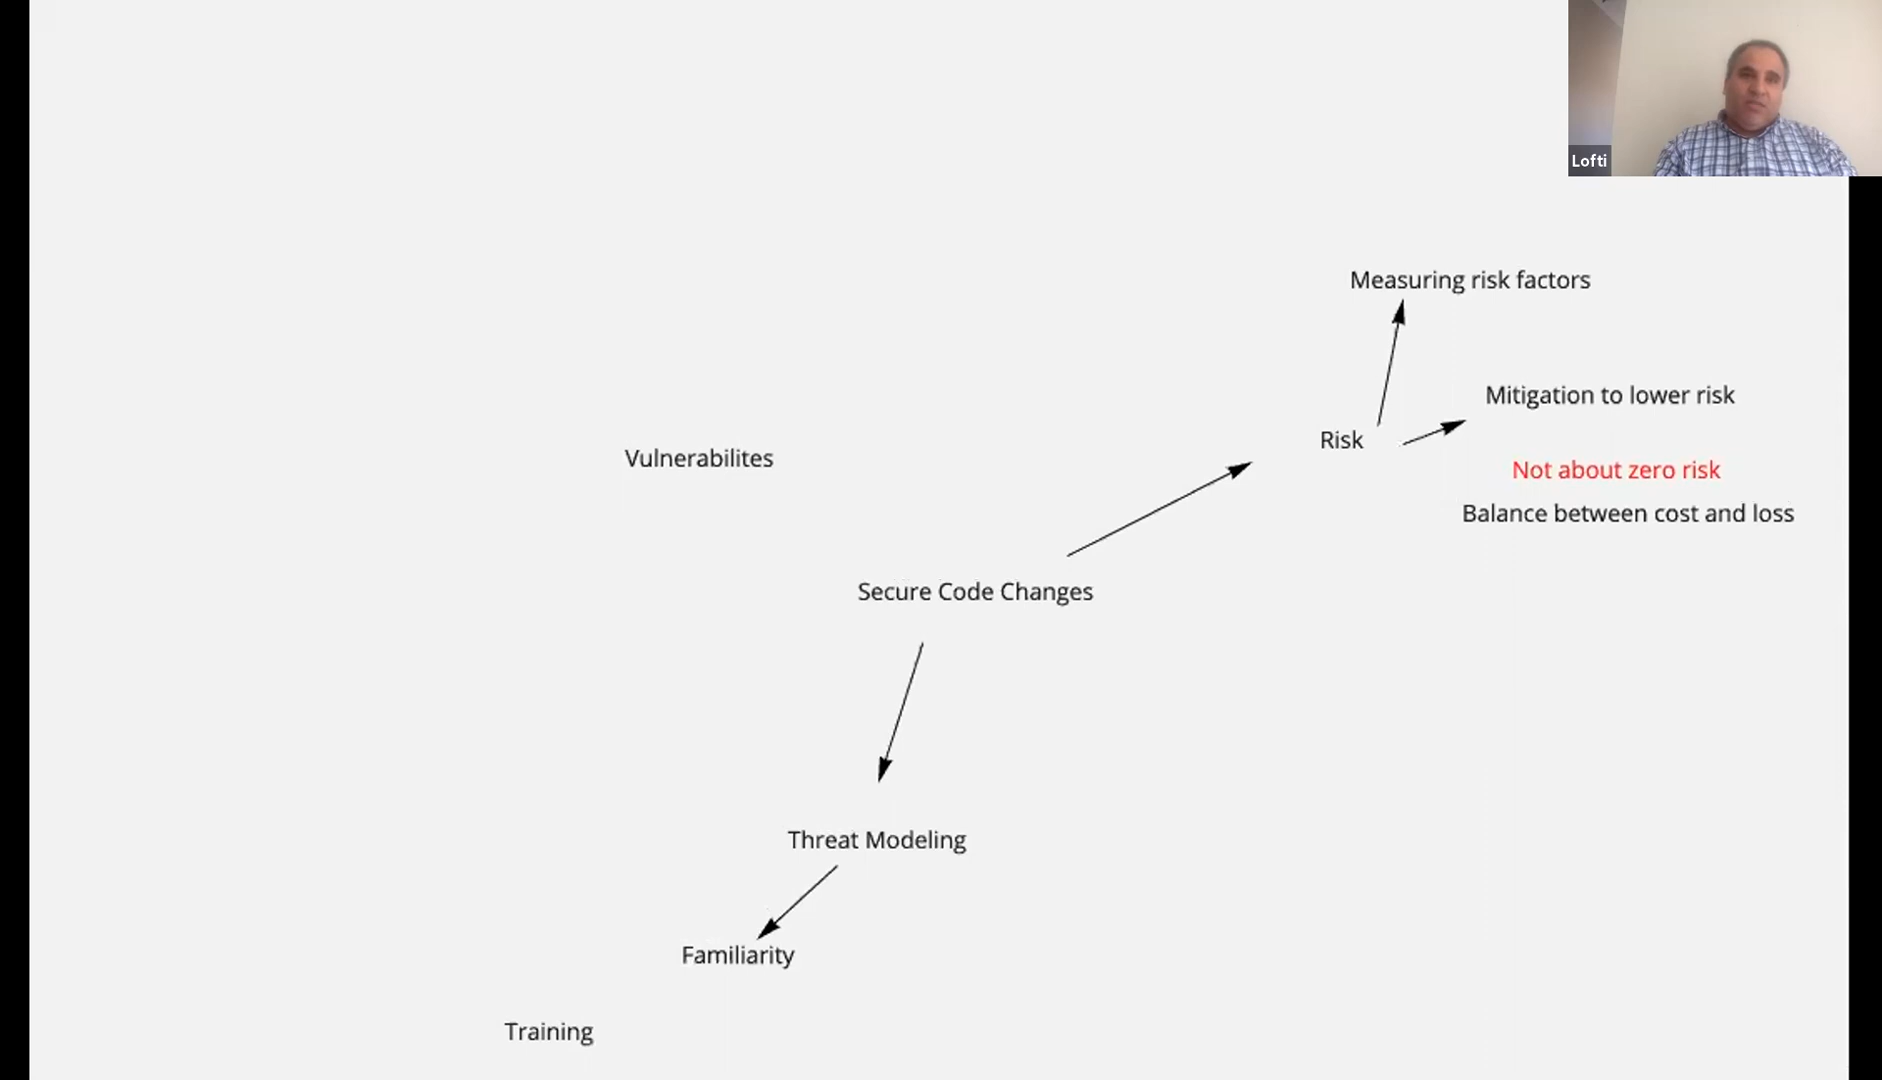 Lofti
Measuring risk factors
Mitigation to lower risk
Risk
Vulnerabilites
Not about zero risk
Balance between cost and loss
Secure Code Changes
Threat Modeling
Familiarity
Training